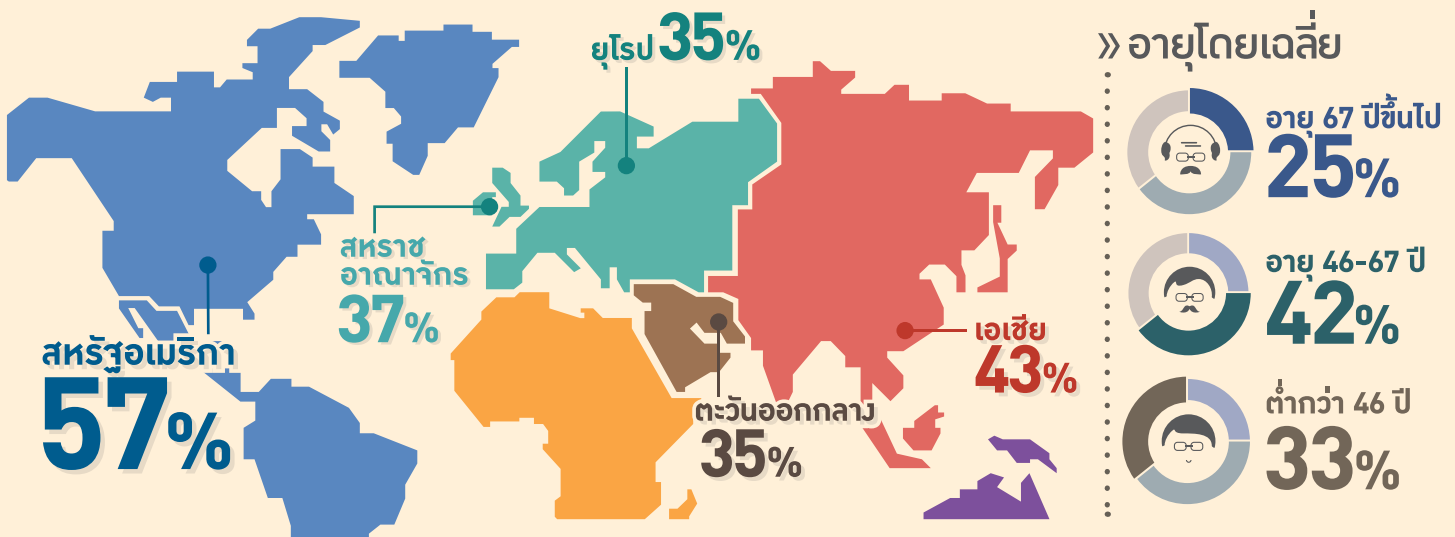 ยุโรป 35%
สหราช
อาณาจักร
37%
สหรัฐอเมริกา
57%
ตะวันออกกลาง
35%
เอเชีย
43%
» อายุโดยเฉลี่ย
อายุ 67 ปีขึ้นไป
25%
อายุ 46-67 ปี
42%
ต่ำกว่า 46 ปี
33%